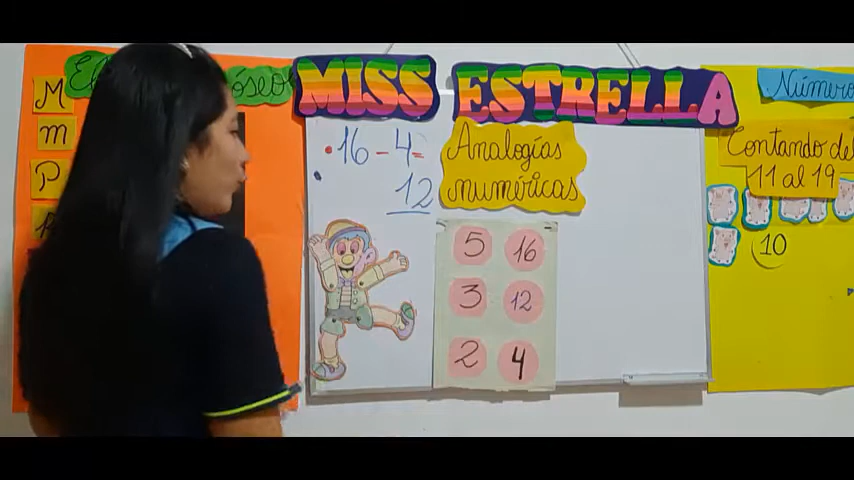 MISS ESTRELLA
M
m
P
16 - 4 =
12
Analogías
numéricas
5 16
3 12
2 4
Número
Contando del
11 al 19
10